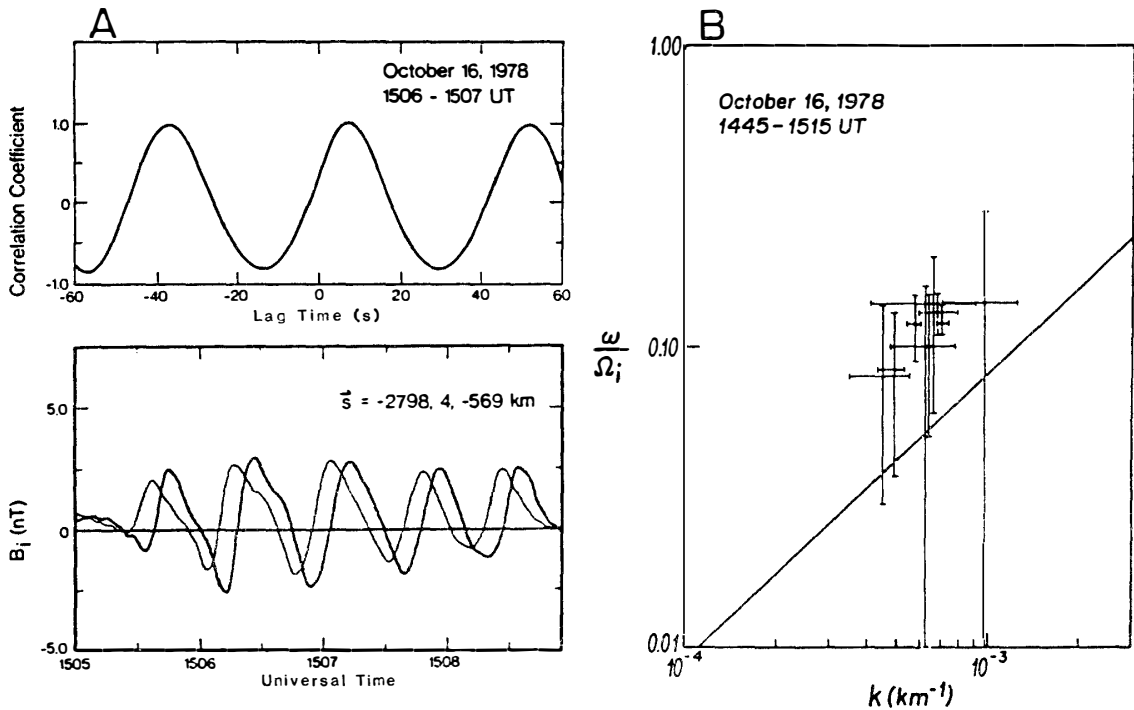 A
October 16, 1978
1506 - 1507 UT
Correlation Coefficient
1.0
0
-1.0
-60
-40
-20
0
20
40
60
Lag Time (s)
s = -2798, 4, -569 km
B_i (nT)
5.0
0
-5.0
1505
1506
1507
1508
Universal Time
B
October 16, 1978
1445-1515 UT
ω/Ω_i
1.00
0.10
0.01
10^-4
10^-3
k (km^-1)